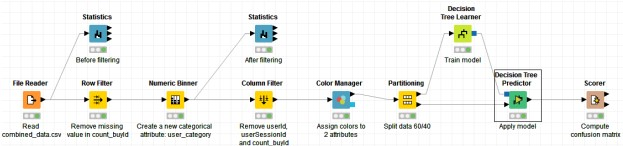 Statistics
Before filtering
Statistics
After filtering
Decision
Tree Learner
Train model
File Reader
Read
combined_data.csv
Row Filter
Remove missing
value in count_buyId
Numeric Binner
Create a new categorical
attribute: user_category
Column Filter
Remove userId,
userSessionId
and count_buyId
Color Manager
Assign colors to
2 attributes
Partitioning
Split data 60/40
Decision Tree
Predictor
Apply model
Scorer
Compute
confusion matrix